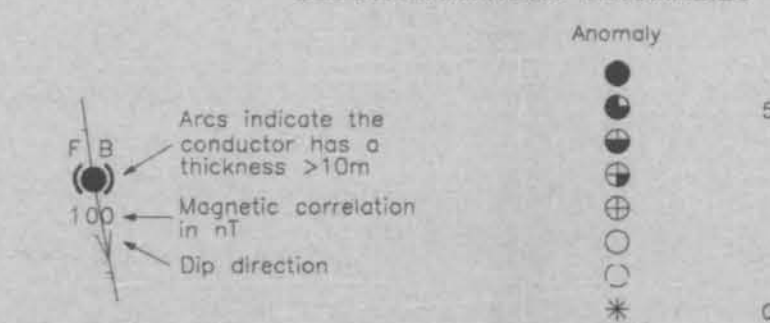 Anomaly
Arcs indicate the
conductor has a
thickness >10m
F B
100
Magnetic correlation
in nT
Dip direction